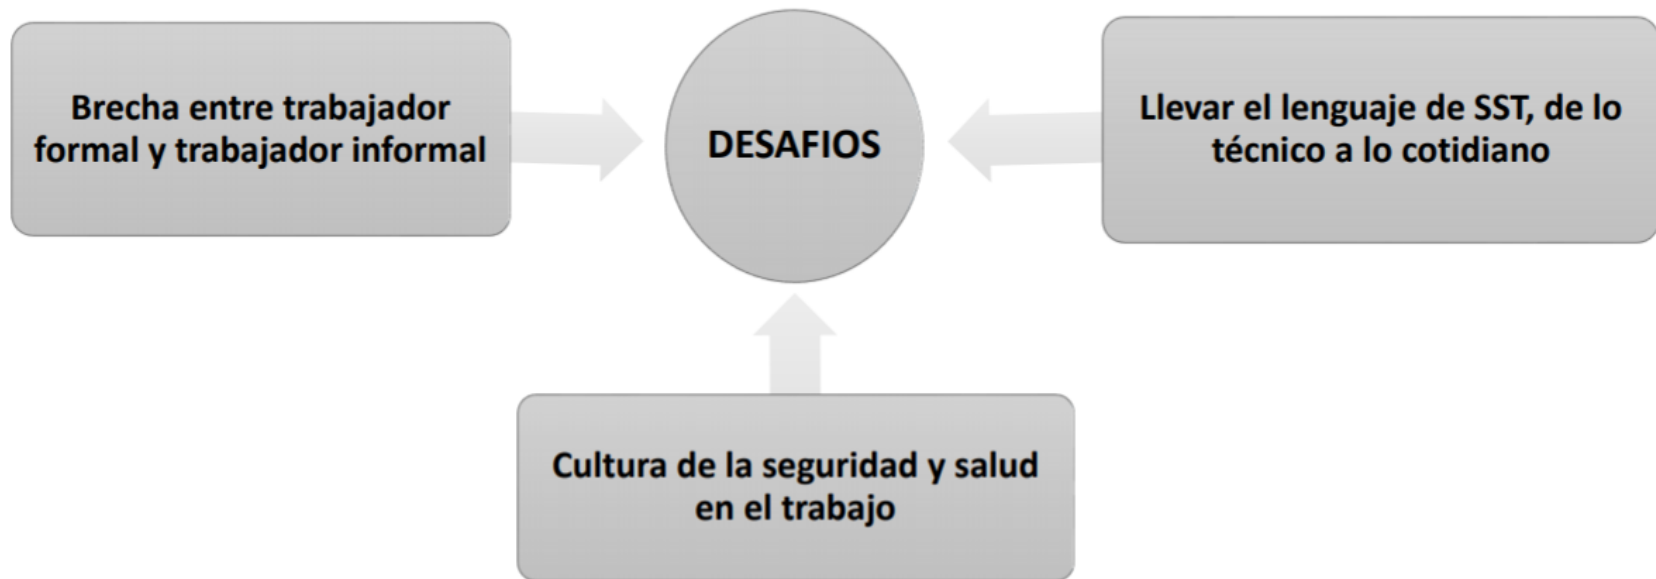 Brecha entre trabajador
formal y trabajador informal
DESAFIOS
Llevar el lenguaje de SST, de lo
técnico a lo cotidiano
Cultura de la seguridad y salud
en el trabajo